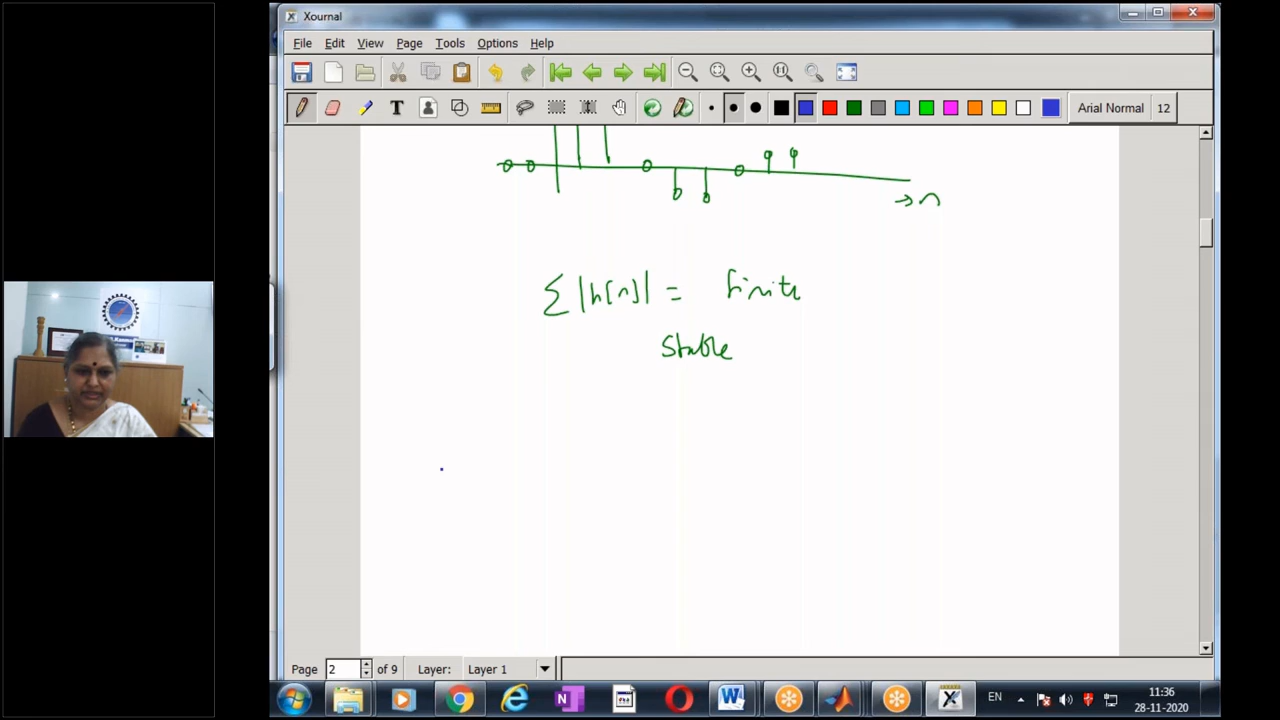 Xournal
File Edit View Page Tools Options Help
Arial Normal 12
→ n
Σ |h[n]| = finite
Stable
Page 2 of 9 Layer: Layer 1
EN
11:36
28-11-2020